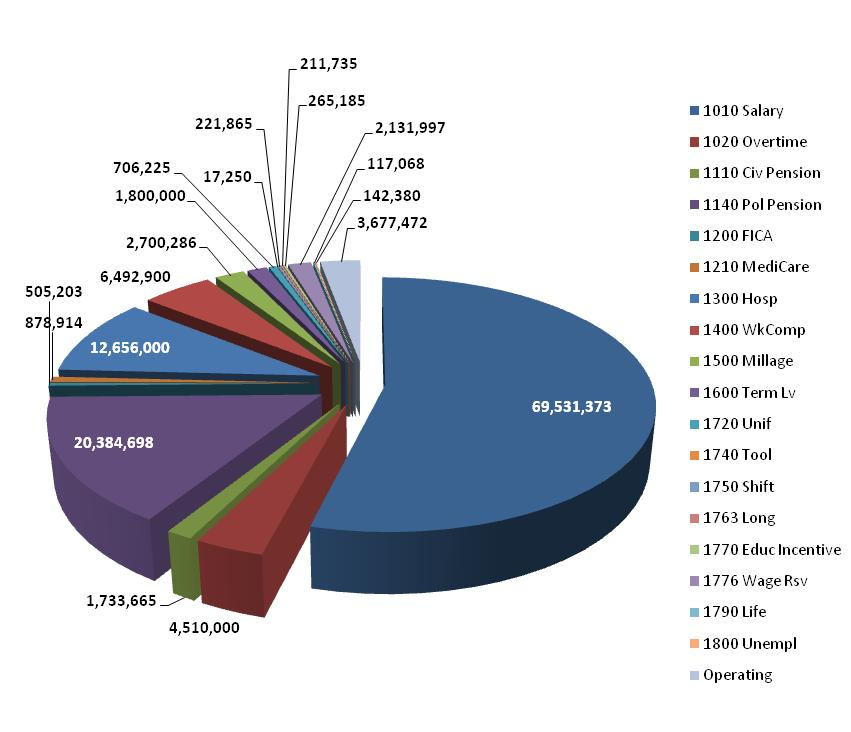 211,735
265,185
221,865
2,131,997
706,225
17,250
117,068
1,800,000
142,380
3,677,472
2,700,286
6,492,900
505,203
878,914
12,656,000
69,531,373
20,384,698
1,733,665
4,510,000
1010 Salary
1020 Overtime
1110 Civ Pension
1140 Pol Pension
1200 FICA
1210 MediCare
1300 Hosp
1400 WkComp
1500 Millage
1600 Term Lv
1720 Unif
1740 Tool
1750 Shift
1763 Long
1770 Educ Incentive
1776 Wage Rsv
1790 Life
1800 Unempl
Operating